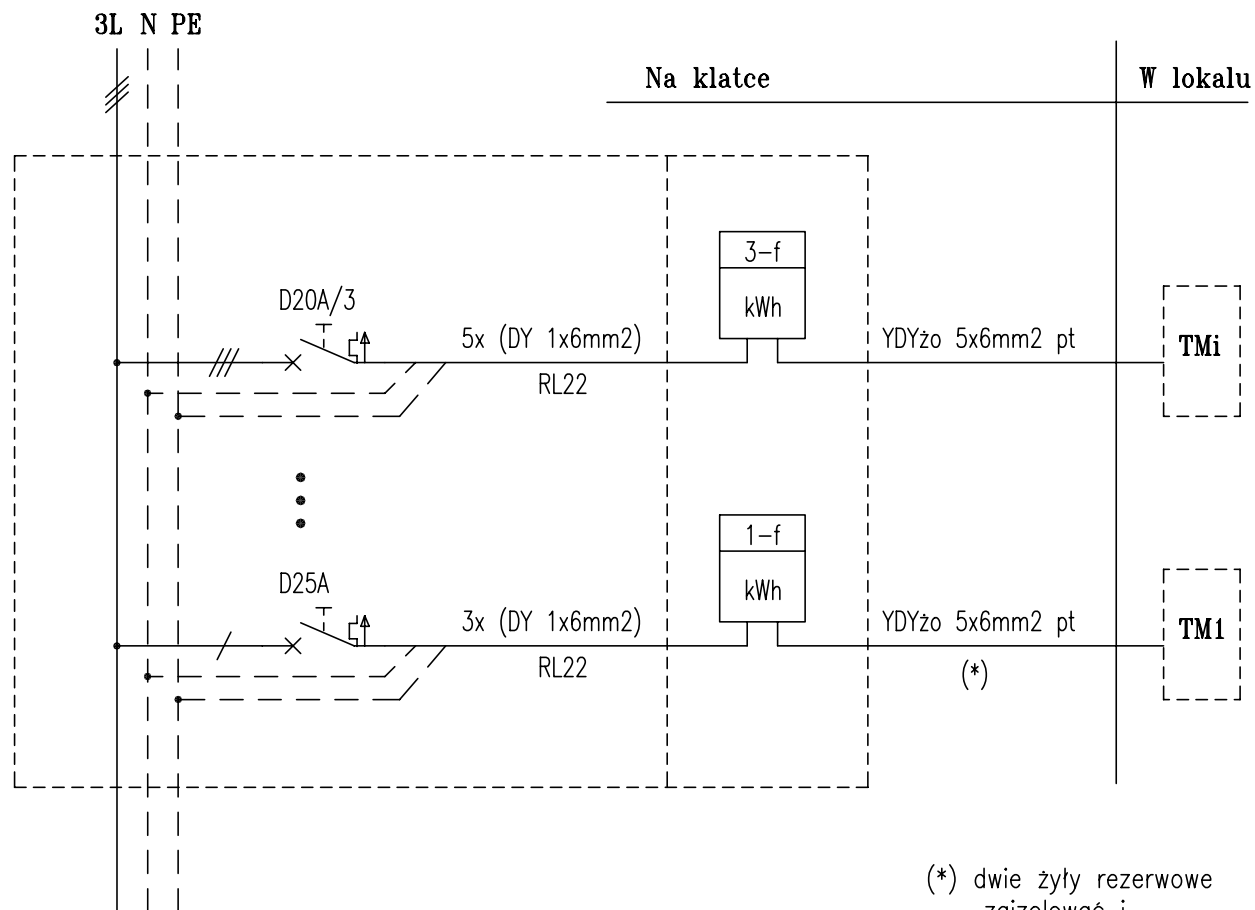 3L N PE
Na klatce
W lokalu
3-f
kWh
D20A/3
5x (DY 1x6mm2)
RL22
YDYżo 5x6mm2 pt
TMi
1-f
kWh
D25A
3x (DY 1x6mm2)
RL22
YDYżo 5x6mm2 pt
(*)
TM1
(*) dwie żyły rezerwowe
zaizolować i